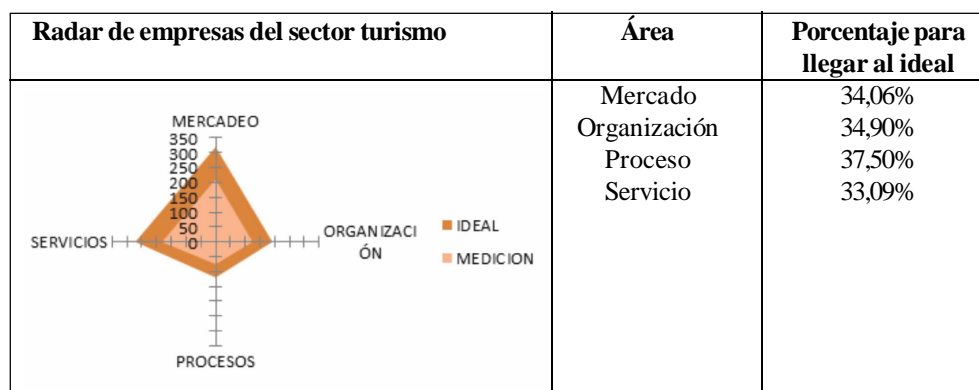 Radar de empresas del sector turismo
Área
Porcentaje para
llegar al ideal
MERCADEO
350
300
250
200
150
100
50
0
SERVICIOS
ORGANIZACI
ÓN
PROCESOS
IDEAL
MEDICION
Mercado 34,06%
Organización 34,90%
Proceso 37,50%
Servicio 33,09%